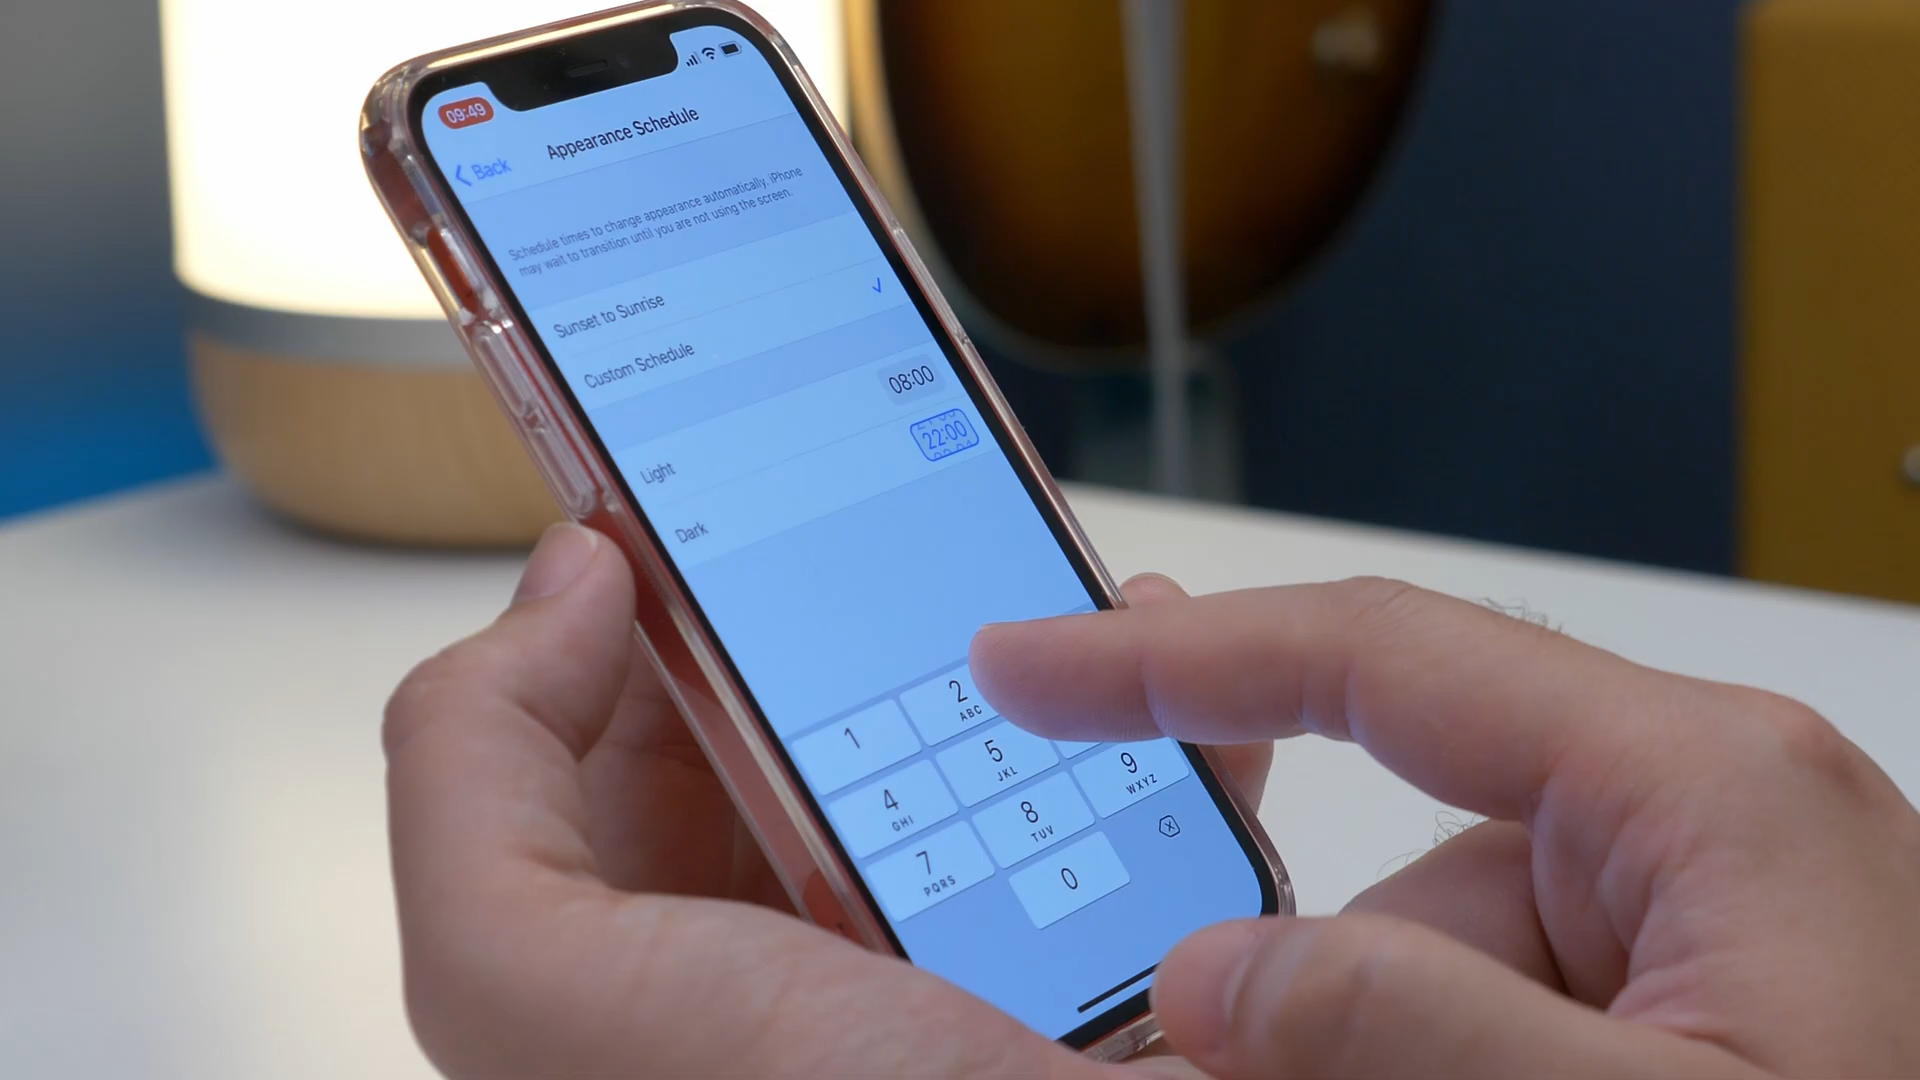 09:49
Back
Appearance Schedule
Schedule times to change appearance automatically. iPhone
may wait to transition until you are not using the screen.
Sunset to Sunrise
Custom Schedule
Light 08:00
Dark 22:00
1
2
ABC
4
GHI
5
JKL
7
PQRS
8
TUV
9
WXYZ
0